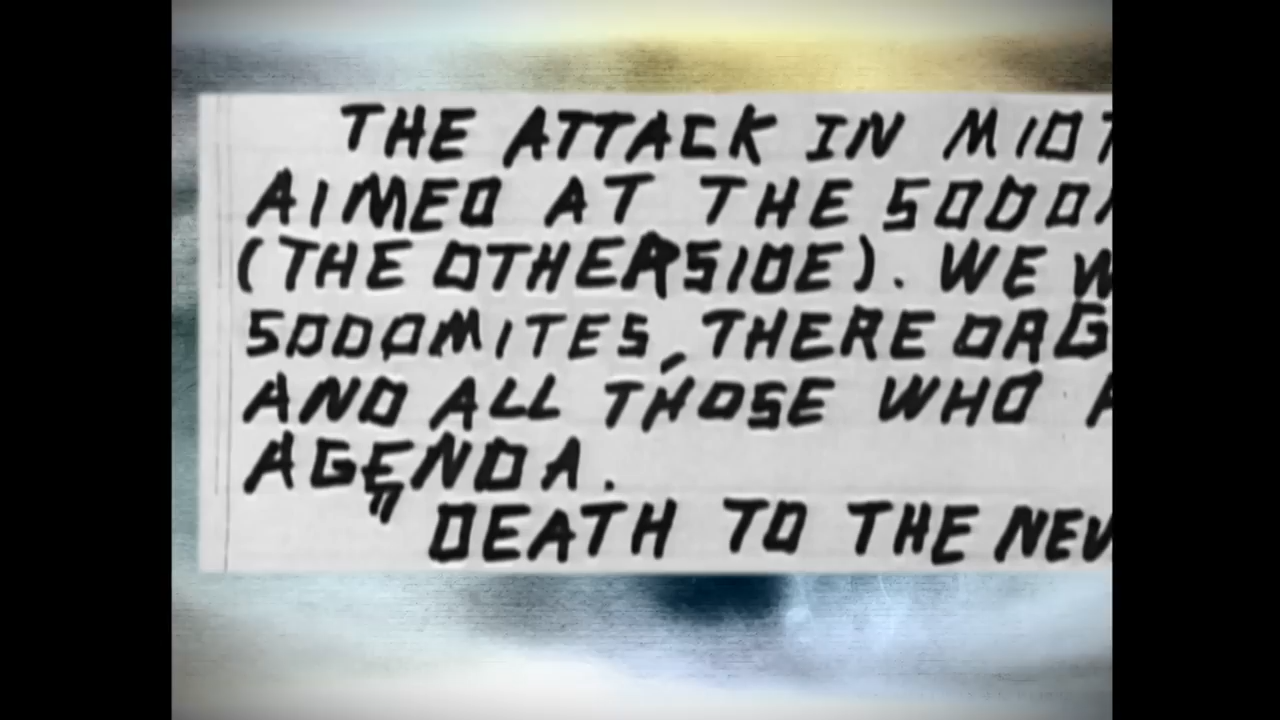 THE ATTACK IN
AIMED AT THE
(THE OTHERSIDE). WE
SODOMITES, THERE
AND ALL THOSE WHO
AGENDA.
"DEATH TO THE